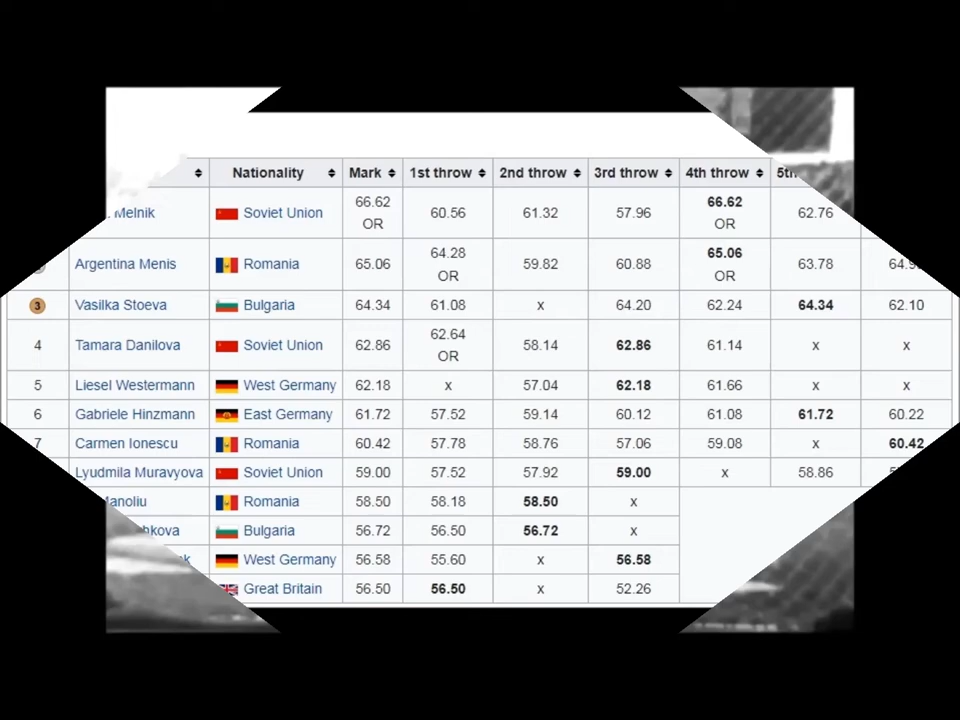 Nationality Mark 1st throw 2nd throw 3rd throw 4th throw
Melnik Soviet Union 66.62 OR 60.56 61.32 57.96 66.62 OR 62.76
Argentina Menis Romania 65.06 64.28 OR 59.82 60.88 65.06 OR 63.78
3 Vasilka Stoeva Bulgaria 64.34 61.08 x 64.20 62.24 64.34 62.10
4 Tamara Danilova Soviet Union 62.86 62.64 OR 58.14 62.86 61.14 x x
5 Liesel Westermann West Germany 62.18 x 57.04 62.18 61.66 x x
6 Gabriele Hinzmann East Germany 61.72 57.52 59.14 60.12 61.08 61.72 60.22
7 Carmen Ionescu Romania 60.42 57.78 58.76 57.06 59.08 x 60.42
Lyudmila Muravyova Soviet Union 59.00 57.52 57.92 59.00 x 58.86
Manoliu Romania 58.50 58.18 58.50 x
Bulgaria 56.72 56.50 56.72 x
West Germany 56.58 55.60 x 56.58
Great Britain 56.50 56.50 x 52.26